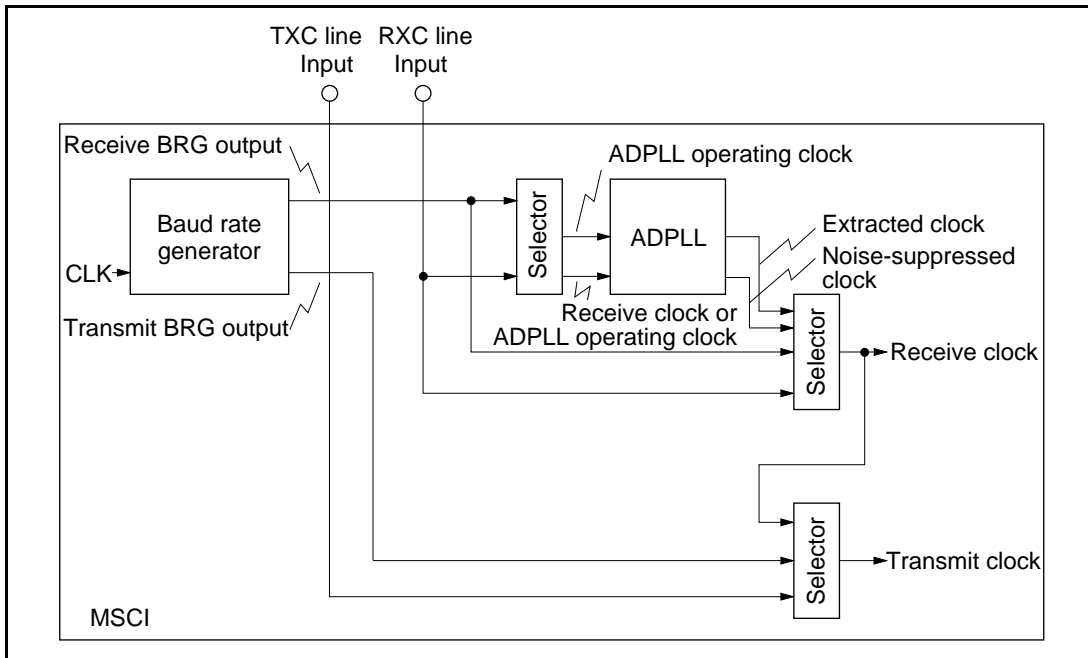 TXC line
Input
RXC line
Input
Receive BRG output
ADPLL operating clock
Baud rate
generator
Selector
ADPLL
Extracted clock
Noise-suppressed
clock
CLK
Transmit BRG output
Receive clock or
ADPLL operating clock
Selector
Receive clock
Selector
Transmit clock
MSCI